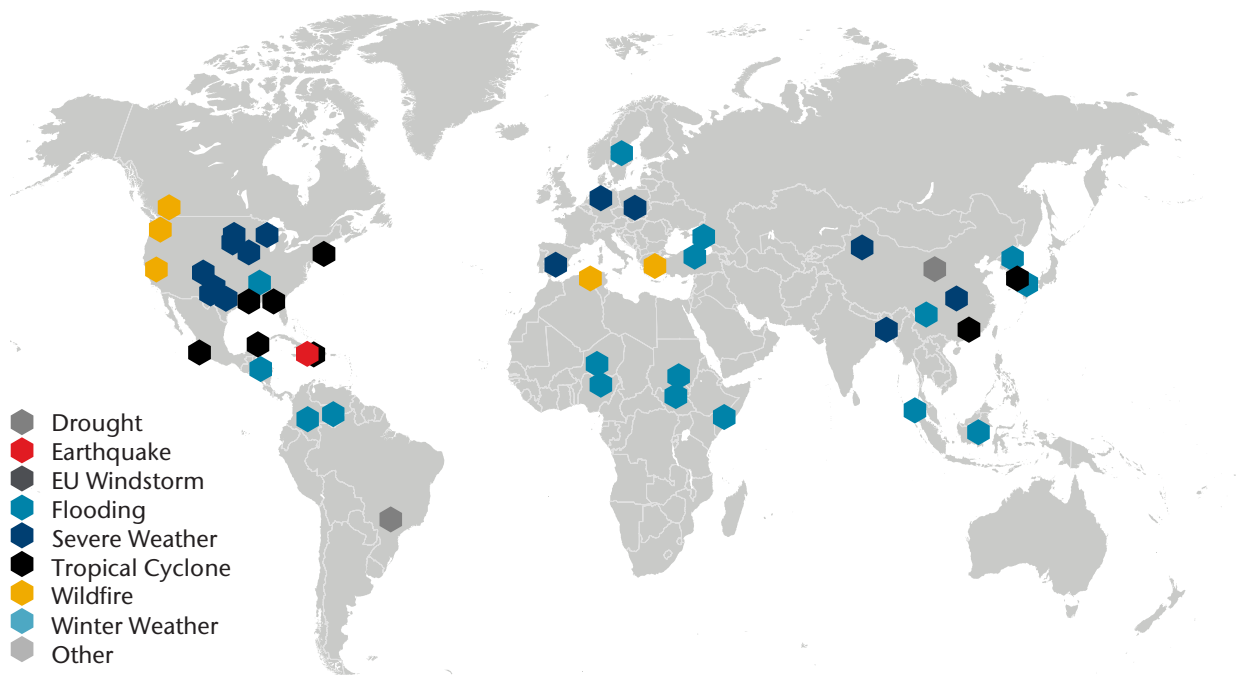 Drought
Earthquake
EU Windstorm
Flooding
Severe Weather
Tropical Cyclone
Wildfire
Winter Weather
Other